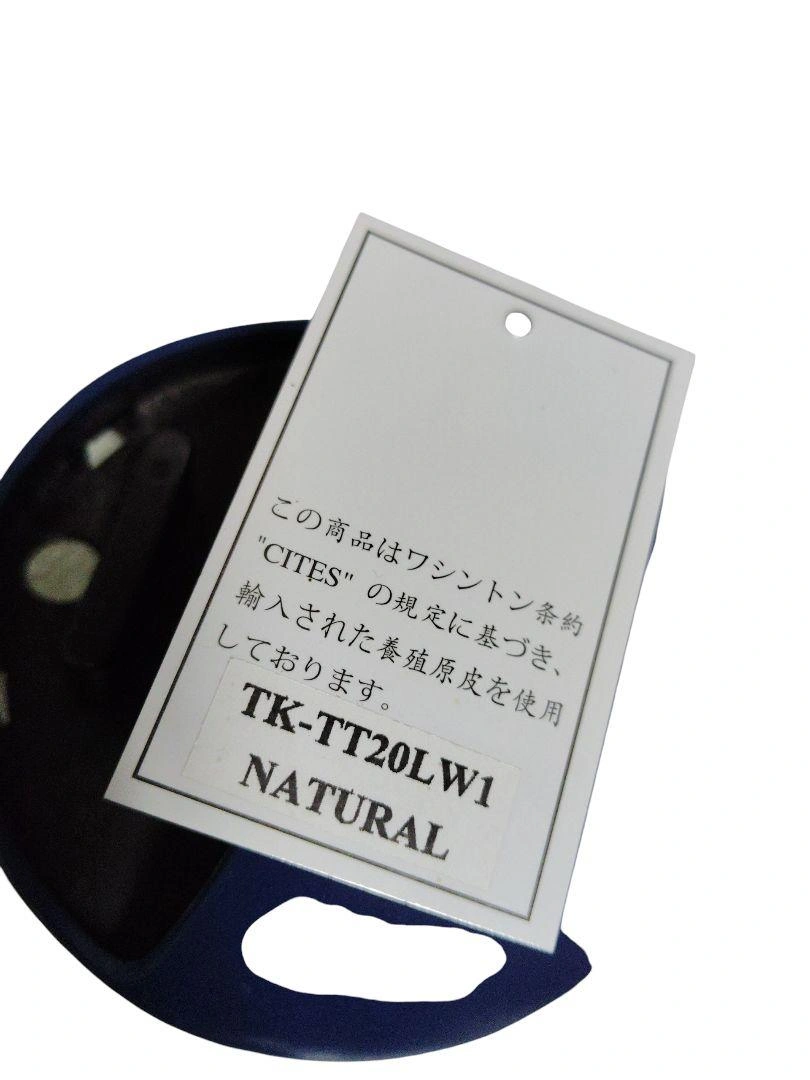 この商品はワシントン条約
"CITES" の規定に基づき、
輸入された養殖原皮を使用
しております。
TK-TT20LW1
NATURAL